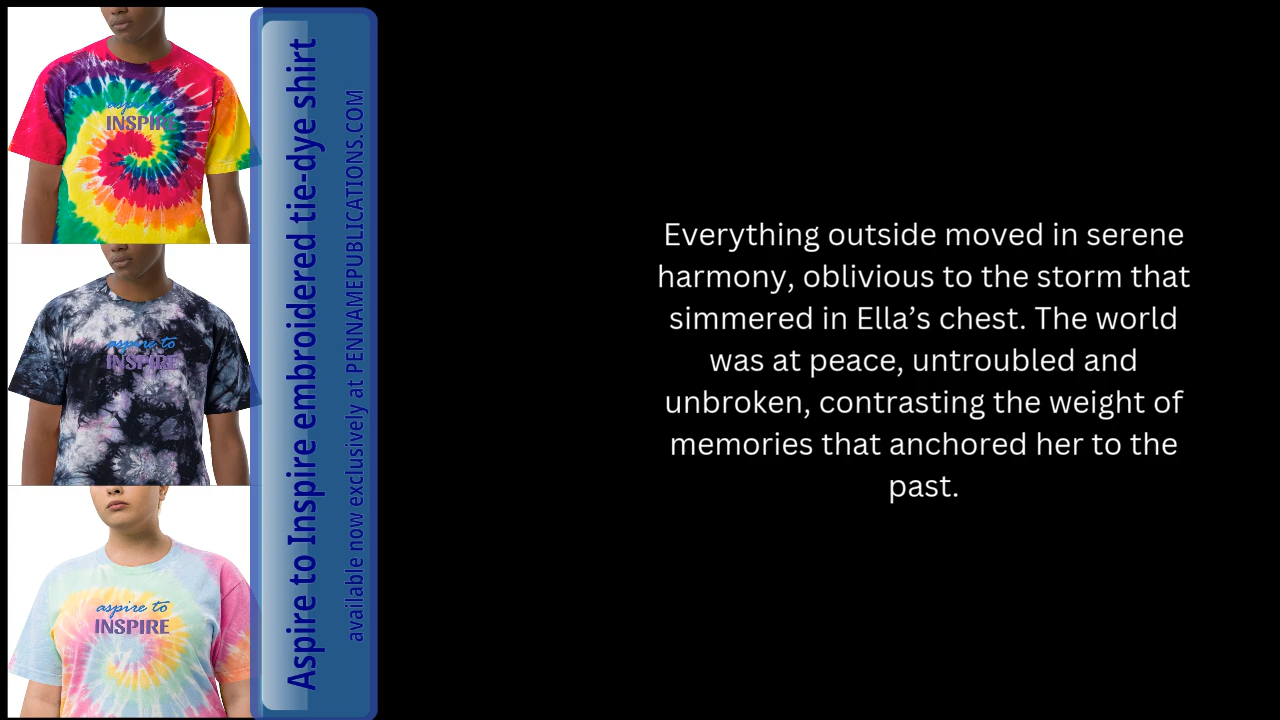 aspire to
INSPIRE
aspire to
INSPIRE
aspire to
INSPIRE
Aspire to Inspire embroidered tie-dye shirt
available now exclusively at PENNAMEPUBLICATIONS.COM
Everything outside moved in serene
harmony, oblivious to the storm that
simmered in Ella’s chest. The world
was at peace, untroubled and
unbroken, contrasting the weight of
memories that anchored her to the
past.